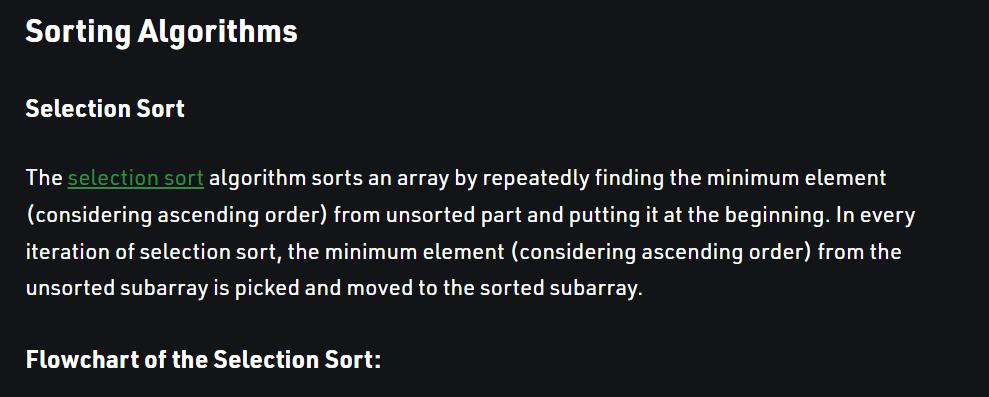 Sorting Algorithms
Selection Sort
The selection sort algorithm sorts an array by repeatedly finding the minimum element
(considering ascending order) from unsorted part and putting it at the beginning. In every
iteration of selection sort, the minimum element (considering ascending order) from the
unsorted subarray is picked and moved to the sorted subarray.
Flowchart of the Selection Sort: